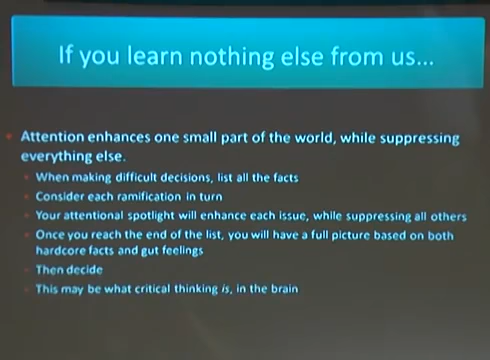 If you learn nothing else from us...
Attention enhances one small part of the world, while suppressing
everything else.
When making difficult decisions, list all the facts
Consider each ramification in turn
Your attentional spotlight will enhance each issue, while suppressing all others
Once you reach the end of the list, you will have a full picture based on both
hardcore facts and gut feelings
Then decide
This may be what critical thinking is, in the brain